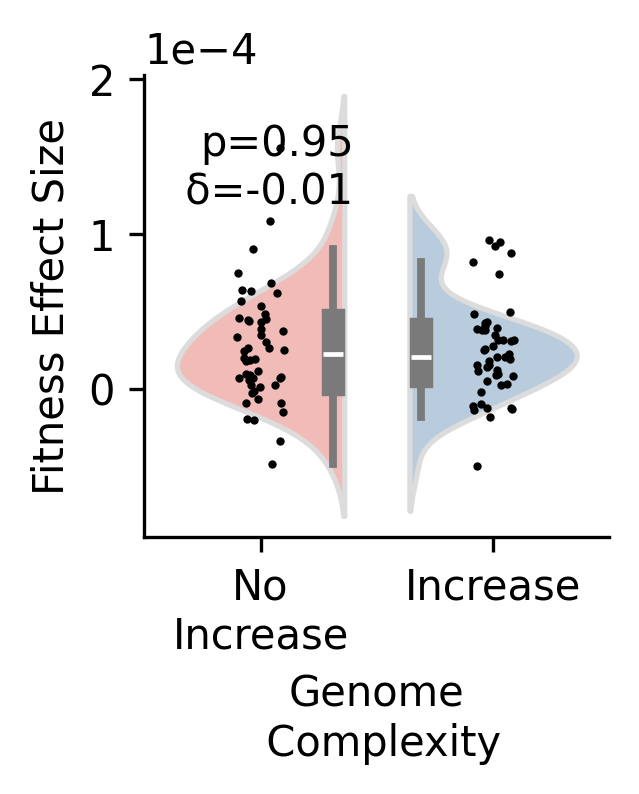 1e−4
2
p=0.95
δ=-0.01
1
0
Fitness Effect Size
No
Increase
Increase
Genome
Complexity